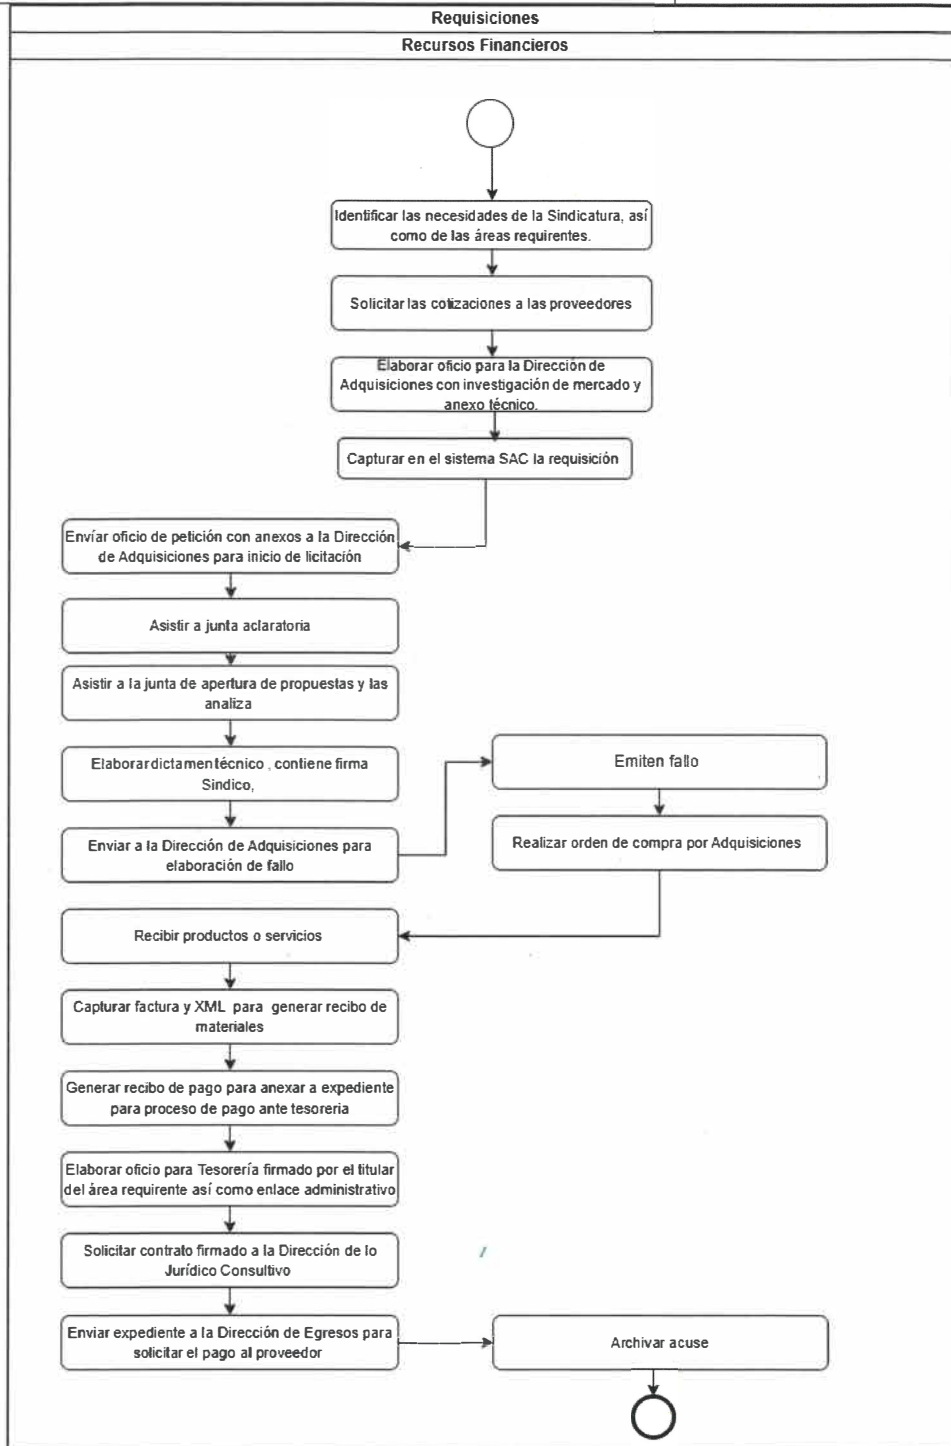 Requisiciones
Recursos Financieros
Identificar las necesidades de la Sindicatura, así
como de las áreas requirentes.
Solicitar las cotizaciones a las proveedores
Elaborar oficio para la Dirección de
Adquisiciones con investigación de mercado y
anexo técnico.
Capturar en el sistema SAC la requisición
Envíar oficio de petición con anexos a la Dirección
de Adquisiciones para inicio de licitación
Asistir a junta aclaratoria
Asistir a la junta de apertura de propuestas y las
analiza
Elaborar dictamen técnico , contiene firma
Sindico,
Enviar a la Dirección de Adquisiciones para
elaboración de fallo
Emiten fallo
Realizar orden de compra por Adquisiciones
Recibir productos o servicios
Capturar factura y XML para generar recibo de
materiales
Generar recibo de pago para anexar a expediente
para proceso de pago ante tesoreria
Elaborar oficio para Tesorería firmado por el titular
del área requirente así como enlace administrativo
Solicitar contrato firmado a la Dirección de lo
Jurídico Consultivo
Enviar expediente a la Dirección de Egresos para
solicitar el pago al proveedor
Archivar acuse